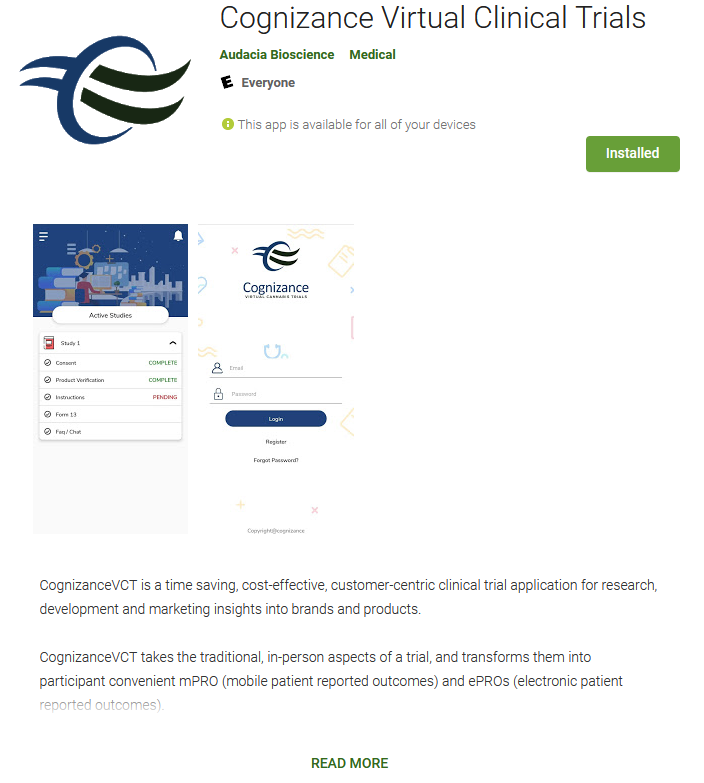 Cognizance Virtual Clinical Trials
Audacia Bioscience Medical
E Everyone
This app is available for all of your devices
Installed
Active Studies
Study 1
Consent COMPLETE
Product Verification COMPLETE
Instructions PENDING
Form 13
Faq / Chat
Cognizance
VIRTUAL CANNABIS TRIALS
Email
Password
Login
Register
Forgot Password?
Copyright@cognizance
CognizanceVCT is a time saving, cost-effective, customer-centric clinical trial application for research,
development and marketing insights into brands and products.
CognizanceVCT takes the traditional, in-person aspects of a trial, and transforms them into
participant convenient mPRO (mobile patient reported outcomes) and ePROs (electronic patient
reported outcomes).
READ MORE